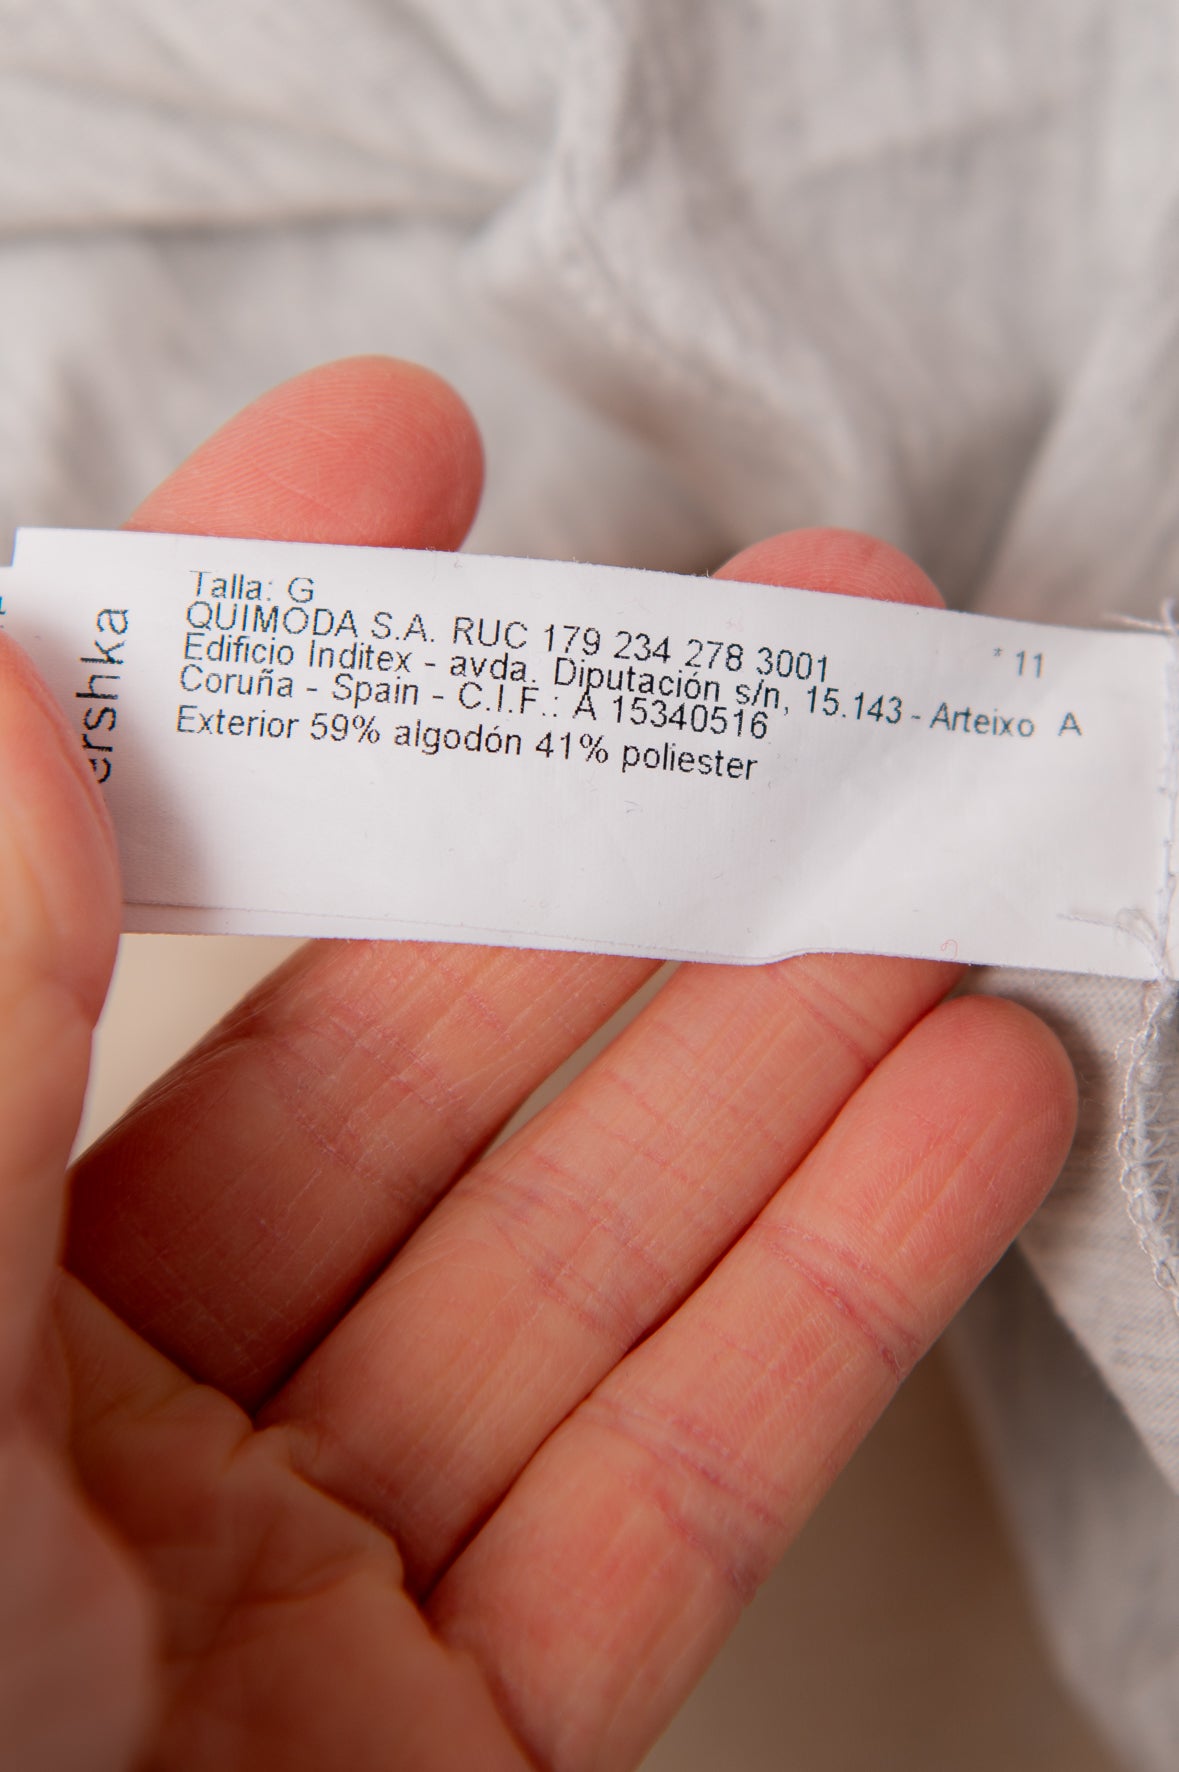 Talla: G
QUIMODA S.A. RUC 179 234 278 3001
* 11
Edificio Inditex - avda. Diputación s/n, 15.143 - Arteixo A
Coruña - Spain - C.I.F.: A 15340516
Exterior 59% algodón 41% poliester
ershka